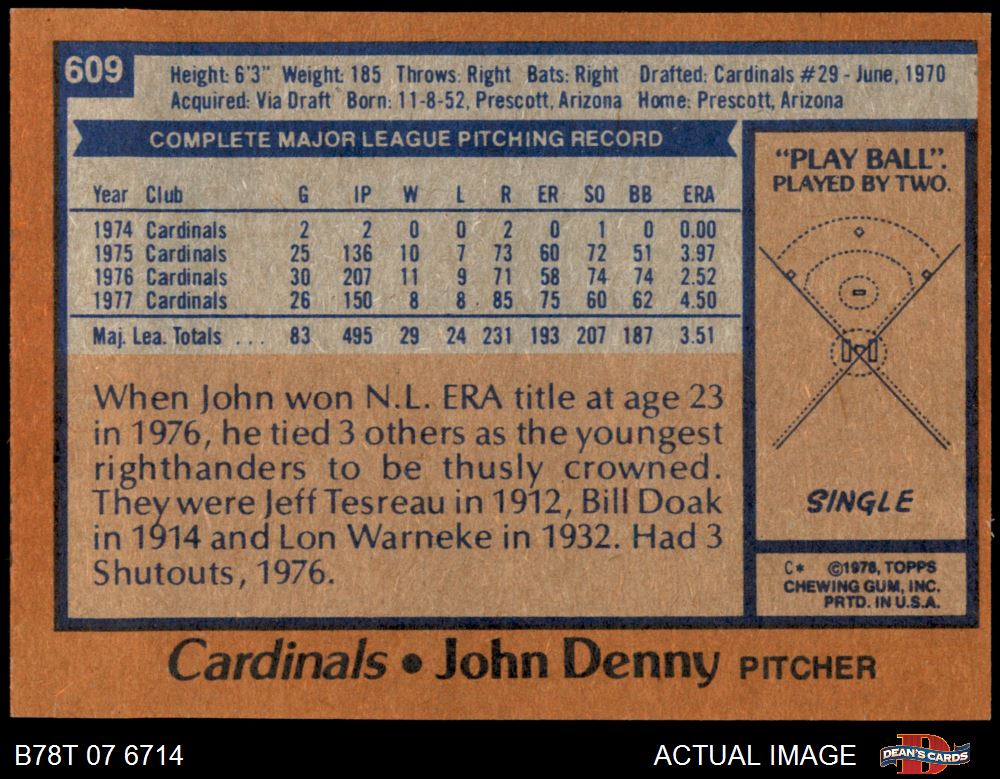 609
Height: 6'3" Weight: 185 Throws: Right Bats: Right Drafted: Cardinals #29 - June, 1970
Acquired: Via Draft Born: 11-8-52, Prescott, Arizona Home: Prescott, Arizona
COMPLETE MAJOR LEAGUE PITCHING RECORD
Year Club G IP W L R ER SO BB ERA
1974 Cardinals 2 2 0 0 2 0 1 0 0.00
1975 Cardinals 25 136 10 7 73 60 72 51 3.97
1976 Cardinals 30 207 11 9 71 58 74 74 2.52
1977 Cardinals 26 150 8 8 85 75 60 62 4.50
Maj. Lea. Totals ... 83 495 29 24 231 193 207 187 3.51
When John won N.L. ERA title at age 23
in 1976, he tied 3 others as the youngest
righthanders to be thusly crowned.
They were Jeff Tesreau in 1912, Bill Doak
in 1914 and Lon Warneke in 1932. Had 3
Shutouts, 1976.
"PLAY BALL".
PLAYED BY TWO.
SINGLE
C* ©1978, TOPPS
CHEWING GUM, INC.
PRTD. IN U.S.A.
Cardinals • John Denny PITCHER
B78T 07 6714
ACTUAL IMAGE
D
DEAN'S CARDS